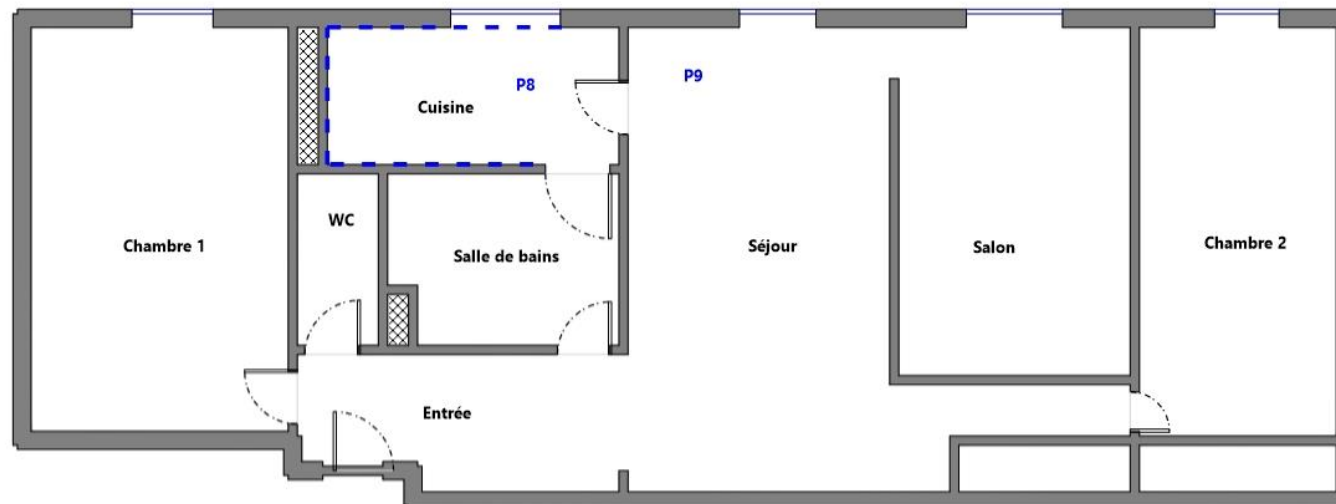 P9
P8
Cuisine
WC
Chambre 1
Salle de bains
Séjour
Salon
Chambre 2
Entrée